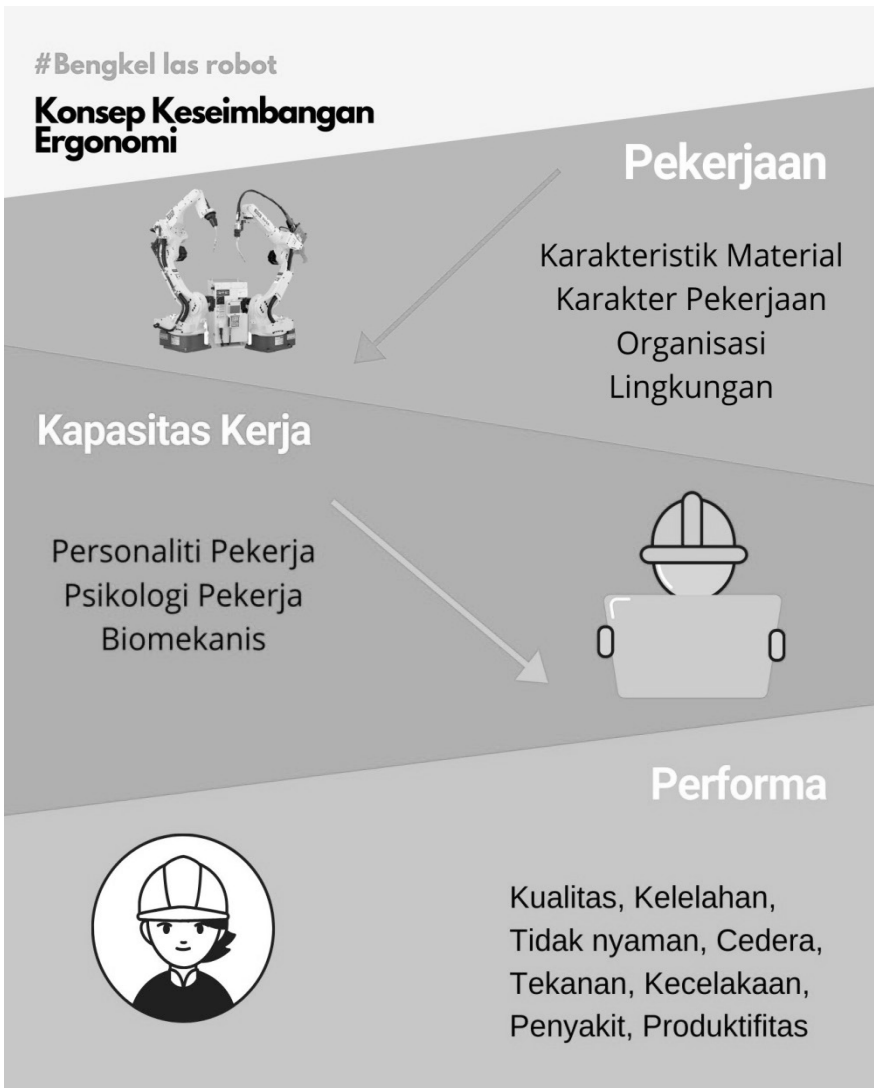 #Bengkel las robot
Konsep Keseimbangan
Ergonomi
Pekerjaan
Karakteristik Material
Karakter Pekerjaan
Organisasi
Lingkungan
Kapasitas Kerja
Personaliti Pekerja
Psikologi Pekerja
Biomekanis
Performa
Kualitas, Kelelahan,
Tidak nyaman, Cedera,
Tekanan, Kecelakaan,
Penyakit, Produktifitas